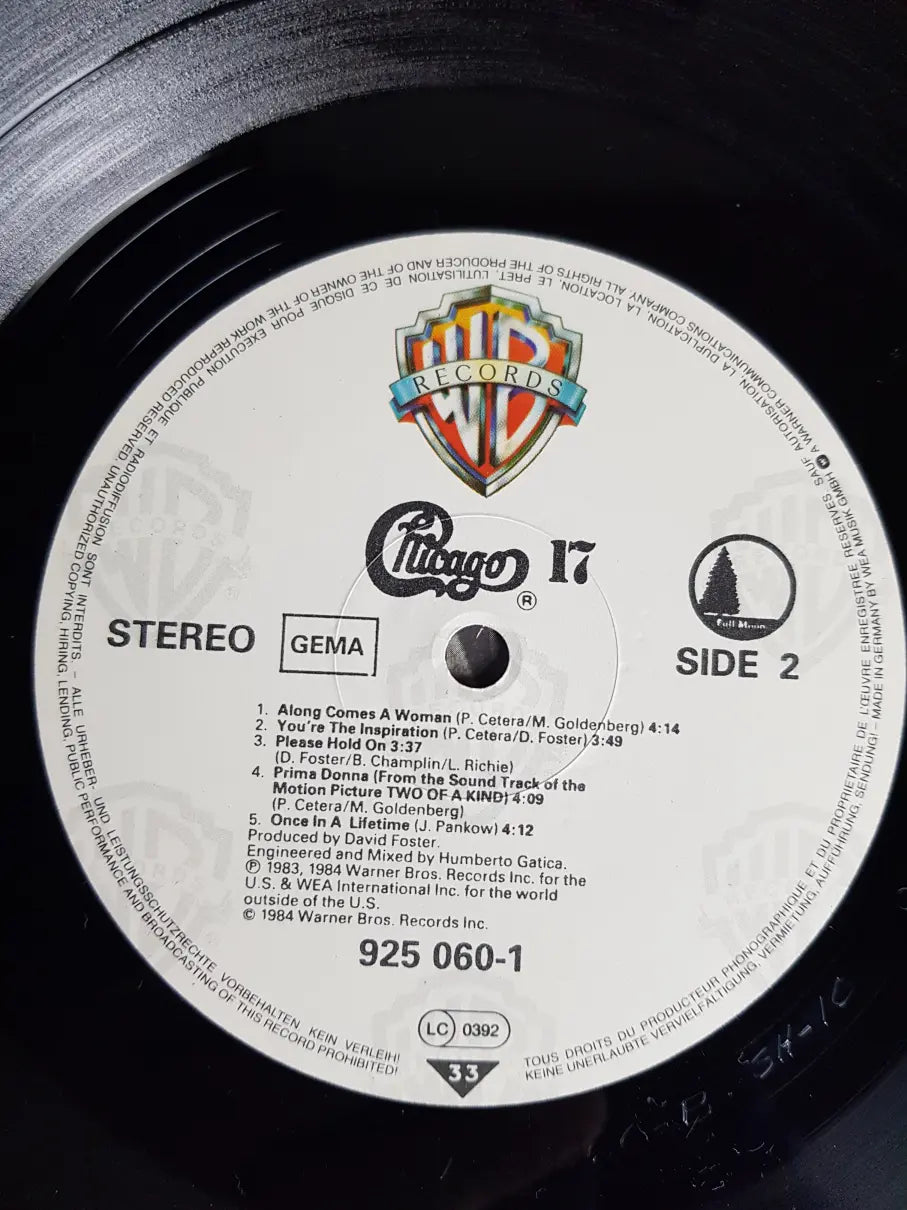 WB
RECORDS
Chicago 17
®
Full Moon
STEREO
GEMA
SIDE 2
1. Along Comes A Woman (P. Cetera/M. Goldenberg) 4:14
2. You're The Inspiration (P. Cetera/D. Foster) 3:49
3. Please Hold On 3:37
(D. Foster/B. Champlin/L. Richie)
4. Prima Donna (From the Sound Track of the
Motion Picture TWO OF A KIND) 4:09
(P. Cetera/M. Goldenberg)
5. Once In A Lifetime (J. Pankow) 4:12
Produced by David Foster.
Engineered and Mixed by Humberto Gatica.
℗ 1983, 1984 Warner Bros. Records Inc. for the
U.S. & WEA International Inc. for the world
outside of the U.S.
© 1984 Warner Bros. Records Inc.
925 060-1
LC 0392
33
TOUS DROITS DU PRODUCTEUR PHONOGRAPHIQUE ET DU PROPRIETAIRE DE L'ŒUVRE ENREGISTREE RESERVES SAUF AUTORISATION, LA DUPLICATION, LA LOCATION, LE PRET, L'UTILISATION DE CE DISQUE POUR EXECUTION PUBLIQUE ET RADIODIFFUSION SONT INTERDITS. – ALLE URHEBER- UND LEISTUNGSSCHUTZRECHTE VORBEHALTEN KEIN VERLEIH!
KEINE UNERLAUBTE VERVIELFÄLTIGUNG, VERMIETUNG, AUFFÜHRUNG, SENDUNG! – MADE IN GERMANY BY WEA MUSIK GMBH A WARNER COMMUNICATIONS COMPANY. ALL RIGHTS OF THE PRODUCER AND OF THE OWNER OF THE WORK REPRODUCED RESERVED UNAUTHORIZED COPYING, HIRING, LENDING, PUBLIC PERFORMANCE AND BROADCASTING OF THIS RECORD PROHIBITED!